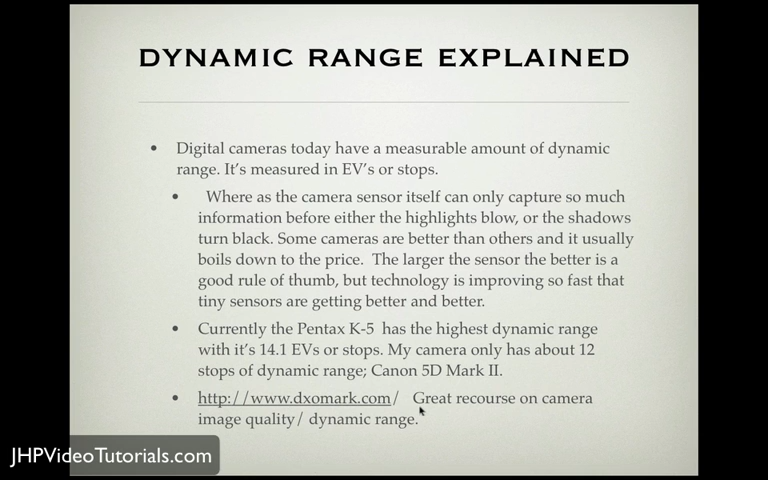 DYNAMIC RANGE EXPLAINED
• Digital cameras today have a measurable amount of dynamic
range. It's measured in EV's or stops.
• Where as the camera sensor itself can only capture so much
information before either the highlights blow, or the shadows
turn black. Some cameras are better than others and it usually
boils down to the price. The larger the sensor the better is a
good rule of thumb, but technology is improving so fast that
tiny sensors are getting better and better.
• Currently the Pentax K-5 has the highest dynamic range
with it's 14.1 EVs or stops. My camera only has about 12
stops of dynamic range; Canon 5D Mark II.
• http://www.dxomark.com/ Great recourse on camera
image quality/ dynamic range.
JHPVideoTutorials.com